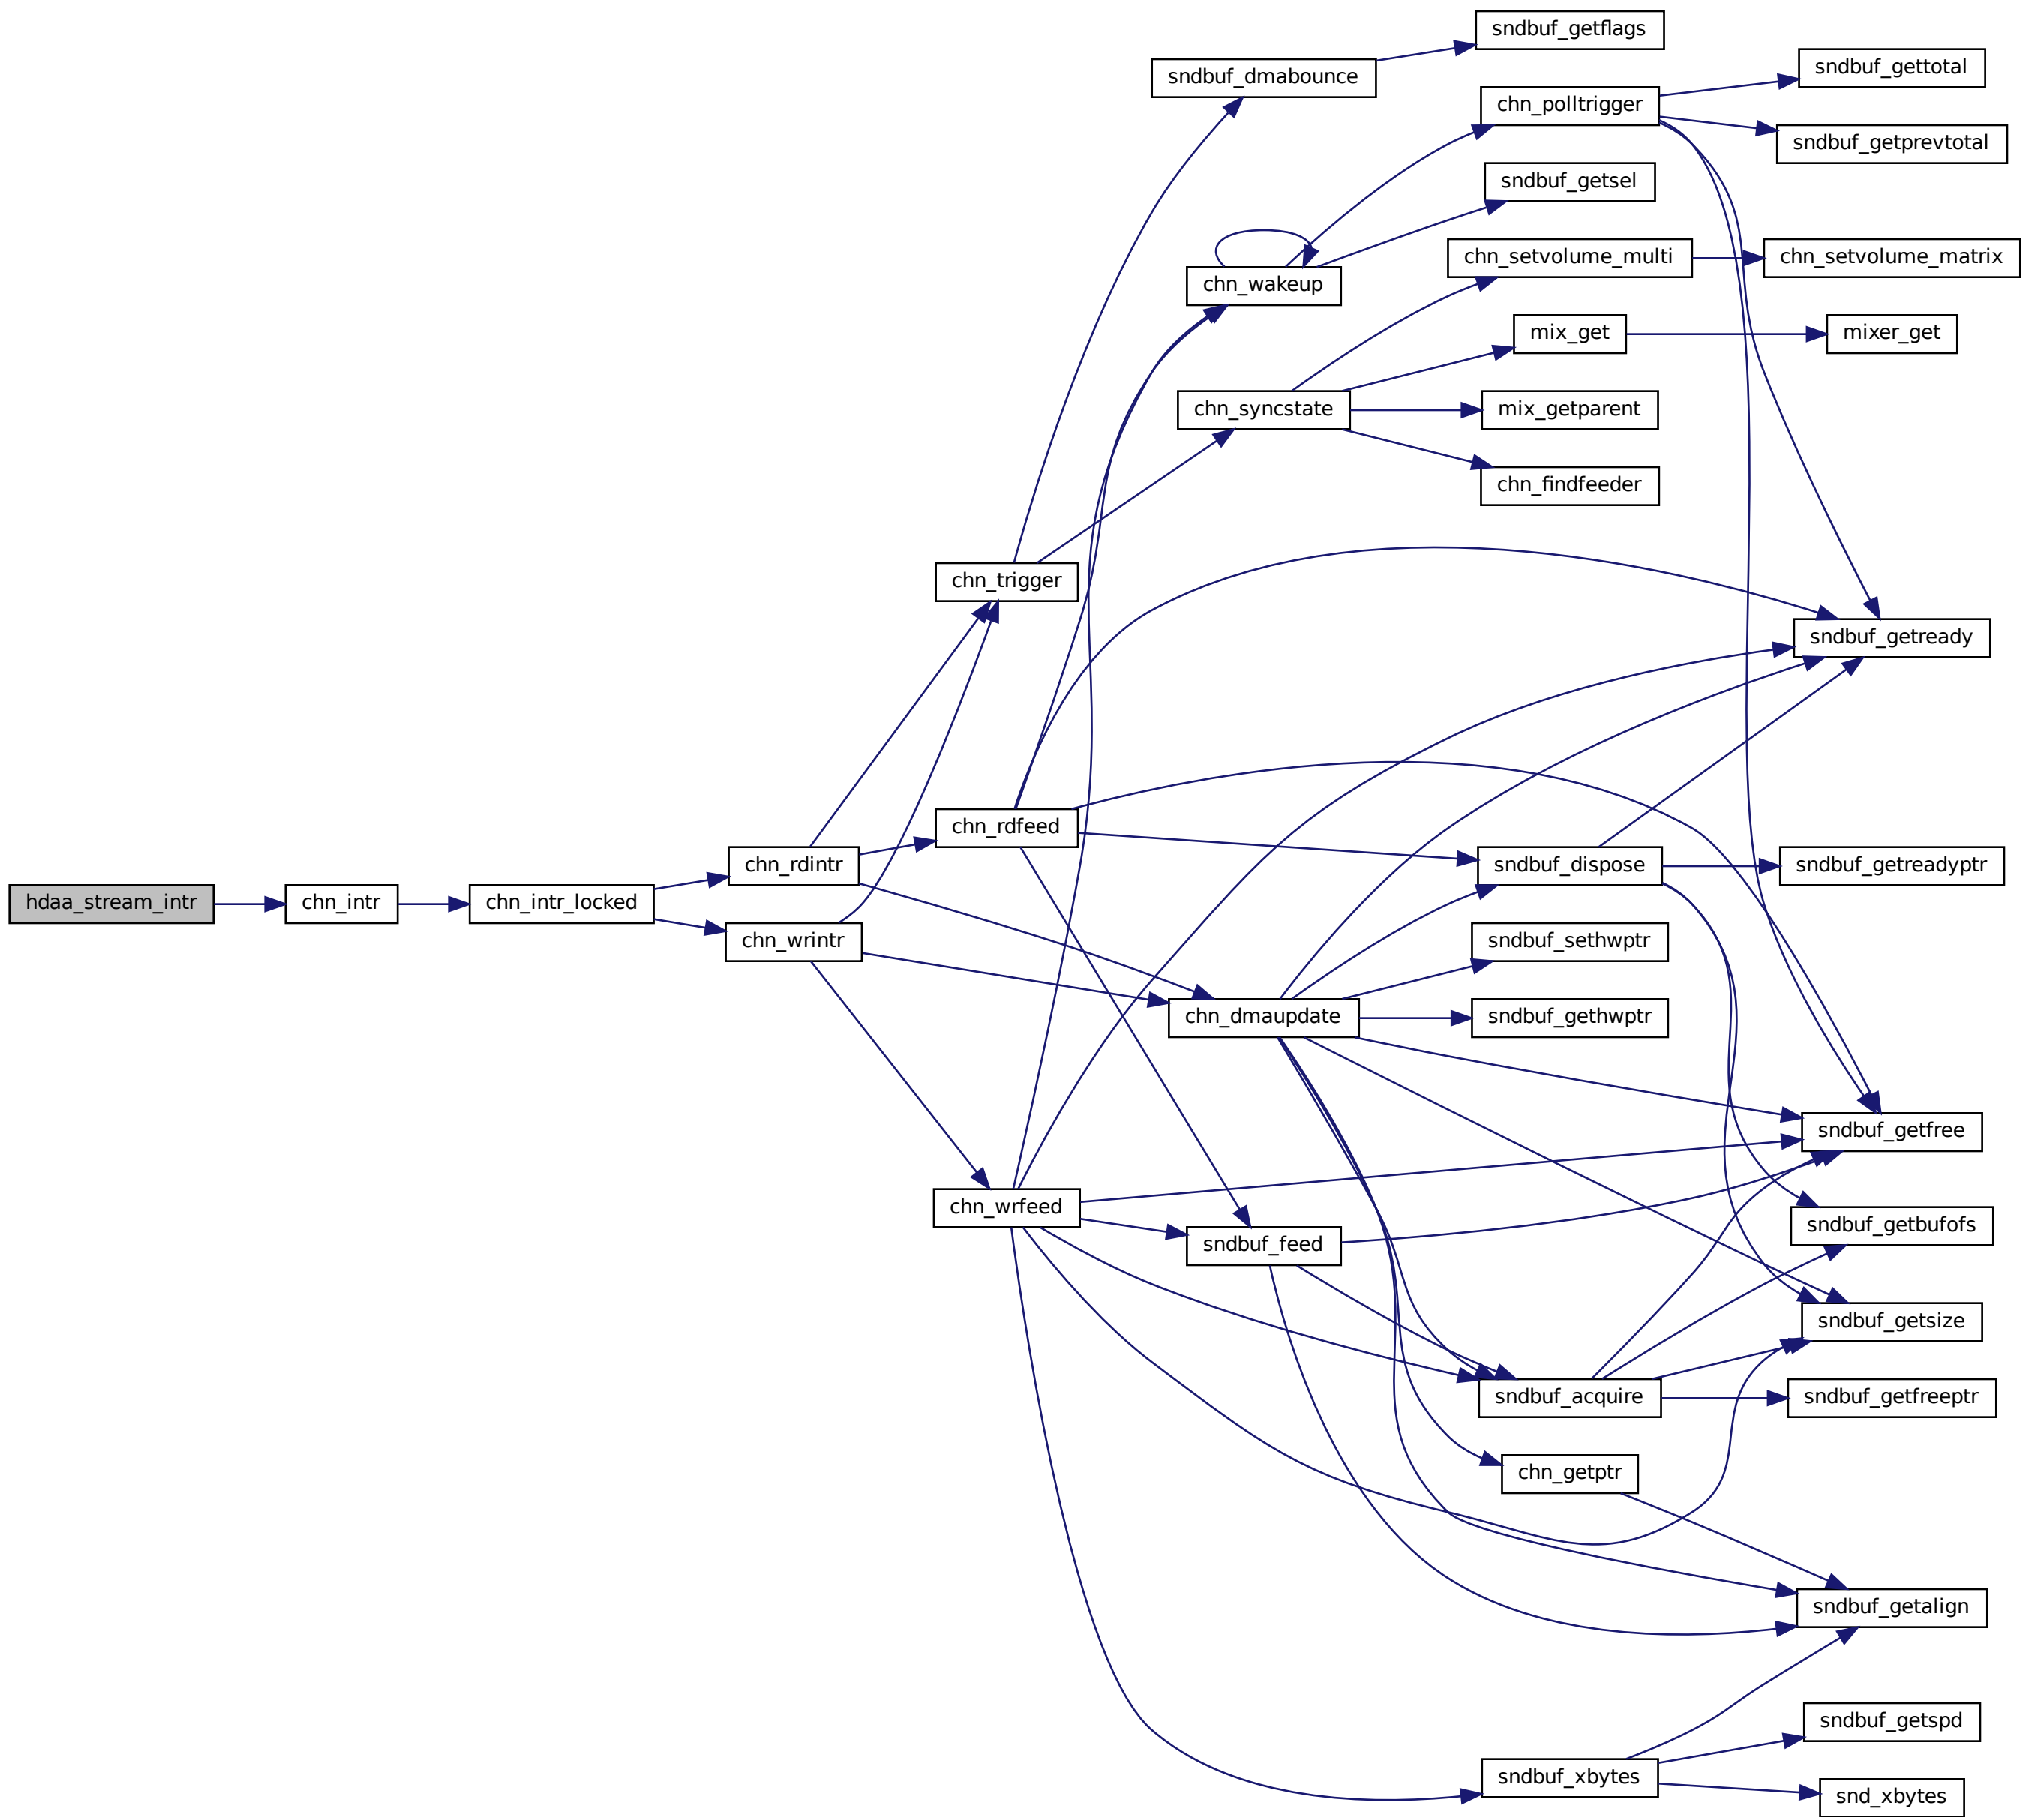 hdaa_stream_intr
chn_intr
chn_intr_locked
chn_rdintr
chn_wrintr
chn_trigger
chn_rdfeed
chn_wrfeed
sndbuf_dmabounce
chn_wakeup
chn_syncstate
chn_dmaupdate
sndbuf_feed
sndbuf_getflags
chn_polltrigger
sndbuf_getsel
chn_setvolume_multi
mix_get
mix_getparent
chn_findfeeder
sndbuf_dispose
sndbuf_sethwptr
sndbuf_gethwptr
sndbuf_acquire
chn_getptr
sndbuf_xbytes
sndbuf_gettotal
sndbuf_getprevtotal
chn_setvolume_matrix
mixer_get
sndbuf_getready
sndbuf_getreadyptr
sndbuf_getfree
sndbuf_getbufofs
sndbuf_getsize
sndbuf_getfreeptr
sndbuf_getalign
sndbuf_getspd
snd_xbytes